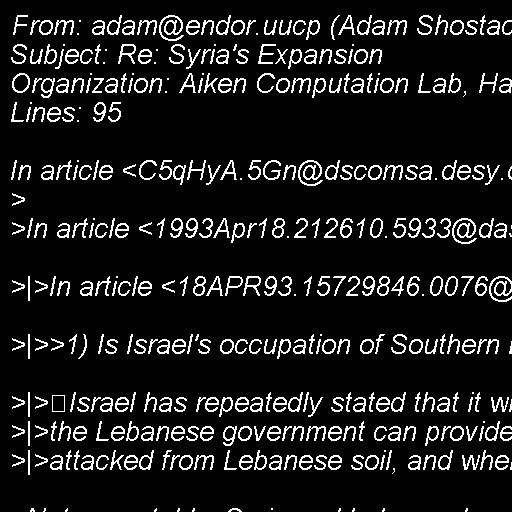 From: adam@endor.uucp (Adam Shostac
Subject: Re: Syria's Expansion
Organization: Aiken Computation Lab, Ha
Lines: 95
In article <C5qHyA.5Gn@dscomsa.desy.
>
>In article <1993Apr18.212610.5933@das
>|>In article <18APR93.15729846.0076@
>|>>1) Is Israel's occupation of Southern
>|>Israel has repeatedly stated that it
>|>the Lebanese government can provide
>|>attacked from Lebanese soil, and whe